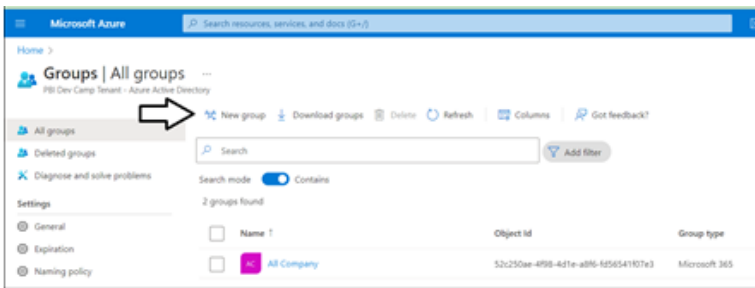 Microsoft Azure
Search resources, services, and docs (G+/)
Home >
Groups | All groups ...
PBI Dev Camp Tenant - Azure Active Directory
New group Download groups Delete Refresh Columns Got feedback?
All groups
Deleted groups
Diagnose and solve problems
Settings
General
Expiration
Naming policy
Search
Add filter
Search mode Contains
2 groups found
Name ↑ Object Id Group type
AC All Company 52c250ae-4f98-4d1e-a8f6-fd56541f07e3 Microsoft 365